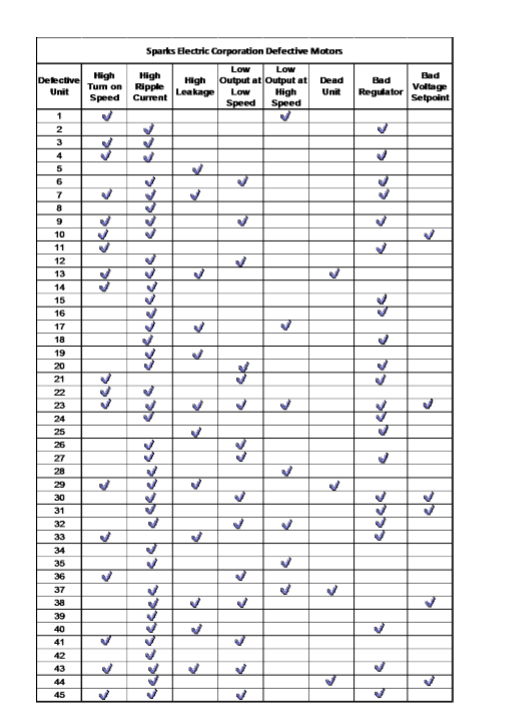 Sparks Electric Corporation Defective Motors
Defective Unit High Turn on Speed High Ripple Current High Leakage Low Output at Low Speed Low Output at High Speed Dead Unit Bad Regulator Bad Voltage Setpoint
1 ✓ ✓
2 ✓ ✓
3 ✓ ✓
4 ✓ ✓ ✓
5 ✓
6 ✓ ✓ ✓
7 ✓ ✓ ✓ ✓
8 ✓
9 ✓ ✓ ✓ ✓
10 ✓ ✓ ✓
11 ✓ ✓
12 ✓ ✓
13 ✓ ✓ ✓ ✓
14 ✓ ✓
15 ✓ ✓
16 ✓ ✓
17 ✓ ✓ ✓
18 ✓ ✓
19 ✓ ✓
20 ✓ ✓ ✓
21 ✓ ✓ ✓
22 ✓ ✓
23 ✓ ✓ ✓ ✓ ✓ ✓ ✓
24 ✓ ✓
25 ✓ ✓
26 ✓ ✓
27 ✓ ✓ ✓
28 ✓ ✓
29 ✓ ✓ ✓ ✓
30 ✓ ✓ ✓ ✓
31 ✓ ✓ ✓
32 ✓ ✓ ✓ ✓
33 ✓ ✓ ✓
34 ✓
35 ✓ ✓
36 ✓ ✓
37 ✓ ✓ ✓
38 ✓ ✓ ✓ ✓
39 ✓
40 ✓ ✓ ✓
41 ✓ ✓ ✓
42 ✓
43 ✓ ✓ ✓ ✓ ✓
44 ✓ ✓ ✓
45 ✓ ✓ ✓ ✓